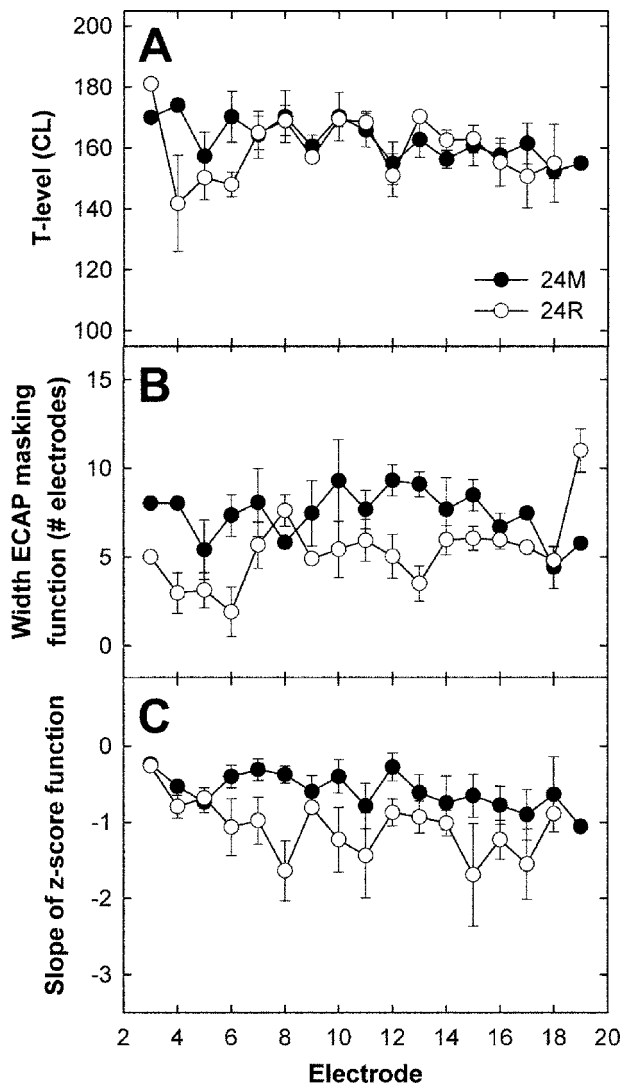 A
T-level (CL)
200
180
160
140
120
100
24M
24R
B
Width ECAP masking
function (# electrodes)
15
10
5
0
C
Slope of z-score function
0
-1
-2
-3
2 4 6 8 10 12 14 16 18 20
Electrode